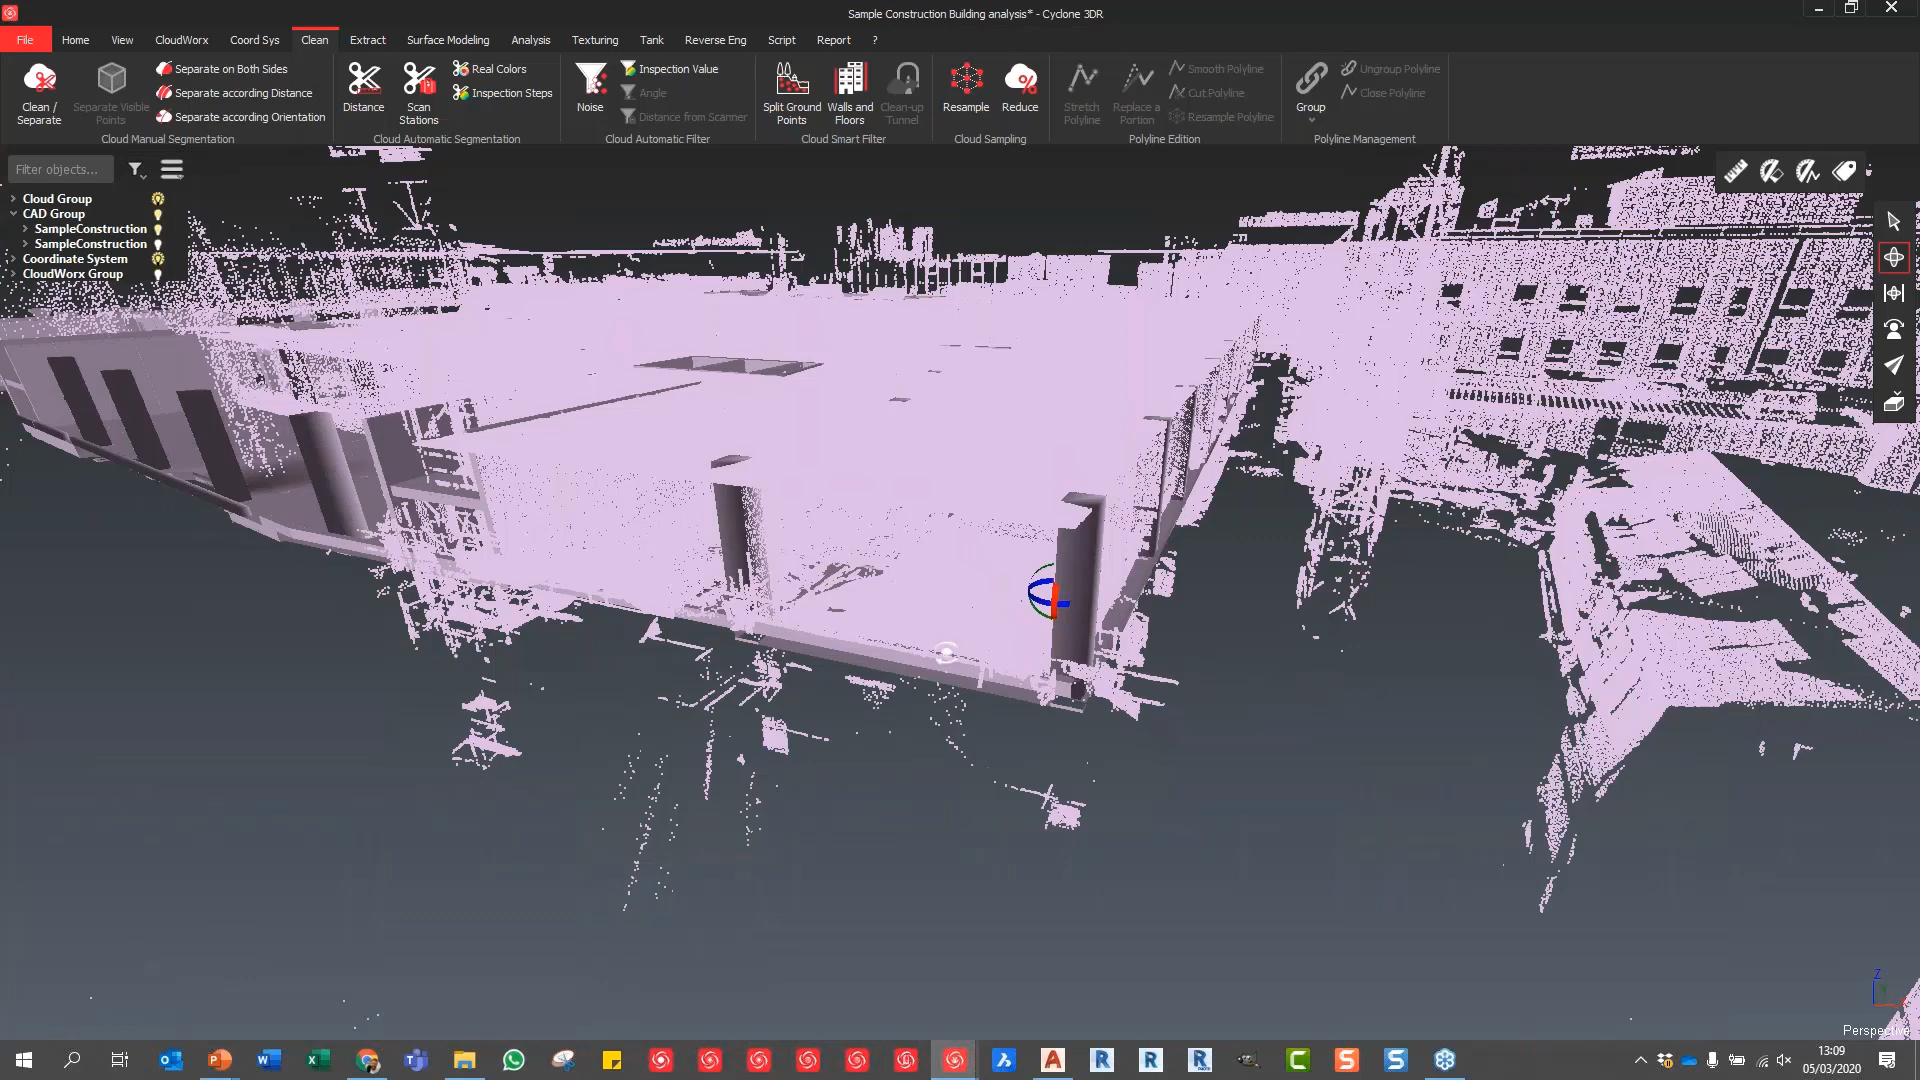 Sample Construction Building analysis* - Cyclone 3DR
File Home View CloudWorx Coord Sys Clean Extract Surface Modeling Analysis Texturing Tank Reverse Eng Script Report ?
Clean / Separate
Separate Visible Points
Separate on Both Sides
Separate according Distance
Separate according Orientation
Cloud Manual Segmentation
Distance
Scan Stations
Real Colors
Inspection Steps
Cloud Automatic Segmentation
Noise
Inspection Value
Angle
Distance from Scanner
Cloud Automatic Filter
Split Ground Points
Walls and Floors
Clean-up Tunnel
Cloud Smart Filter
Resample
Reduce
Cloud Sampling
Stretch Polyline
Replace a Portion
Smooth Polyline
Cut Polyline
Resample Polyline
Polyline Edition
Group
Ungroup Polyline
Close Polyline
Polyline Management
Filter objects...
Cloud Group
CAD Group
SampleConstruction
SampleConstruction
Coordinate System
CloudWorx Group
Z
Perspective
13:09
05/03/2020